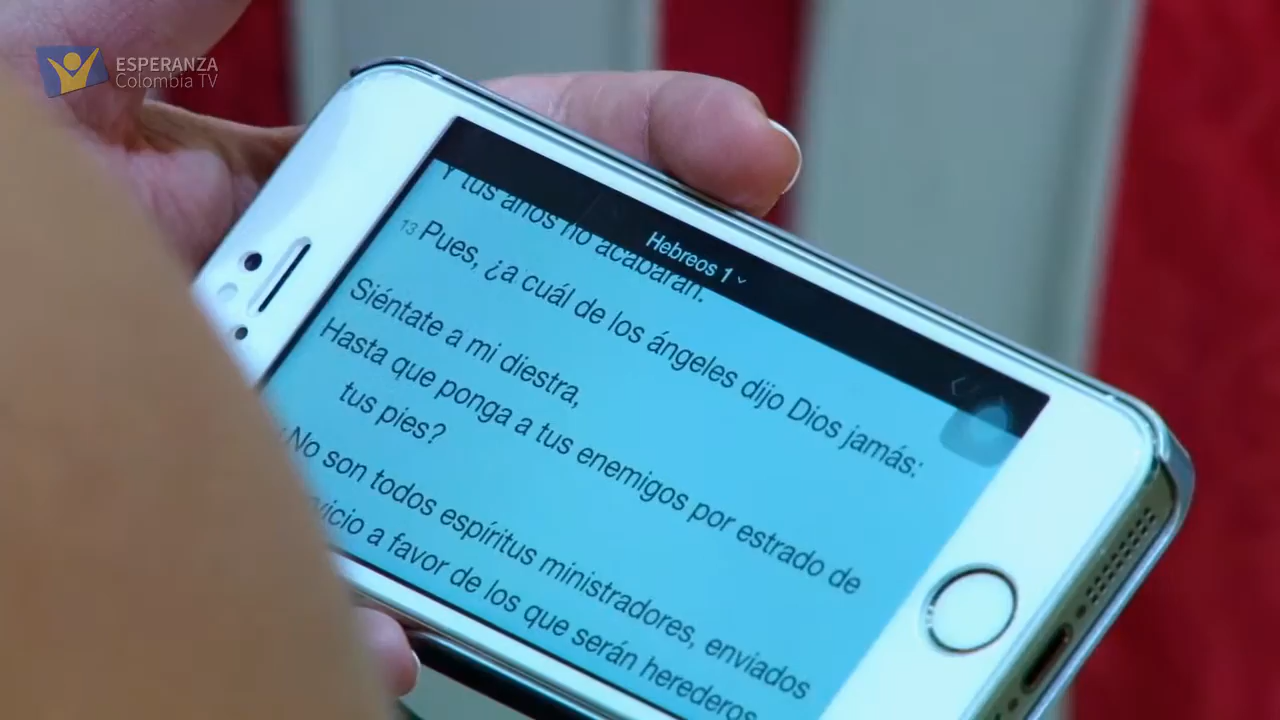 ESPERANZA
Colombia TV
Hebreos 1
Y tus años no acabarán.
13 Pues, ¿a cuál de los ángeles dijo Dios jamás:
Siéntate a mi diestra,
Hasta que ponga a tus enemigos por estrado de
tus pies?
No son todos espíritus ministradores, enviados
a favor de los que serán herederos